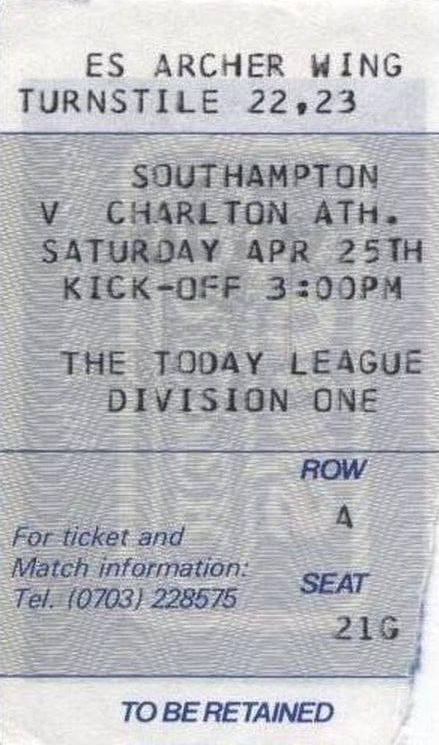 ES ARCHER WING
TURNSTILE 22,23
SOUTHAMPTON
V CHARLTON ATH.
SATURDAY APR 25TH
KICK-OFF 3:00PM
THE TODAY LEAGUE
DIVISION ONE
ROW
A
For ticket and
Match information:
Tel. (0703) 228575
SEAT
21G
TO BE RETAINED